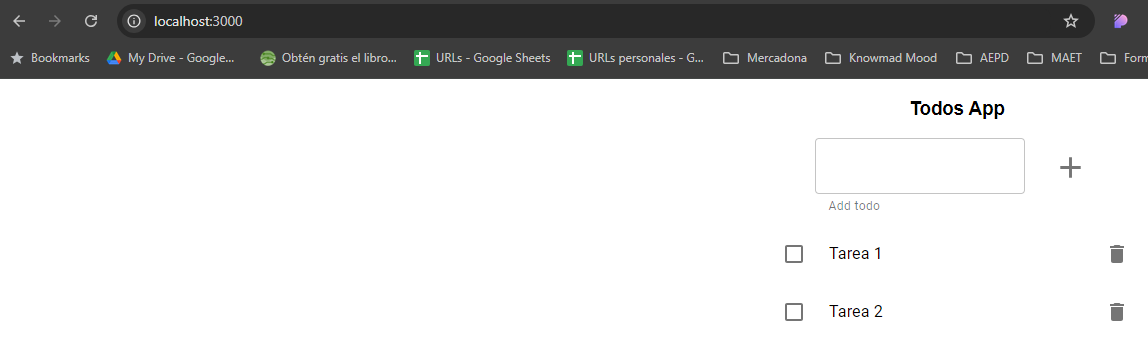 localhost:3000
Bookmarks My Drive - Google... Obtén gratis el libro... URLs - Google Sheets URLs personales - G... Mercadona Knowmad Mood AEPD MAET Form
Todos App
Add todo
Tarea 1
Tarea 2